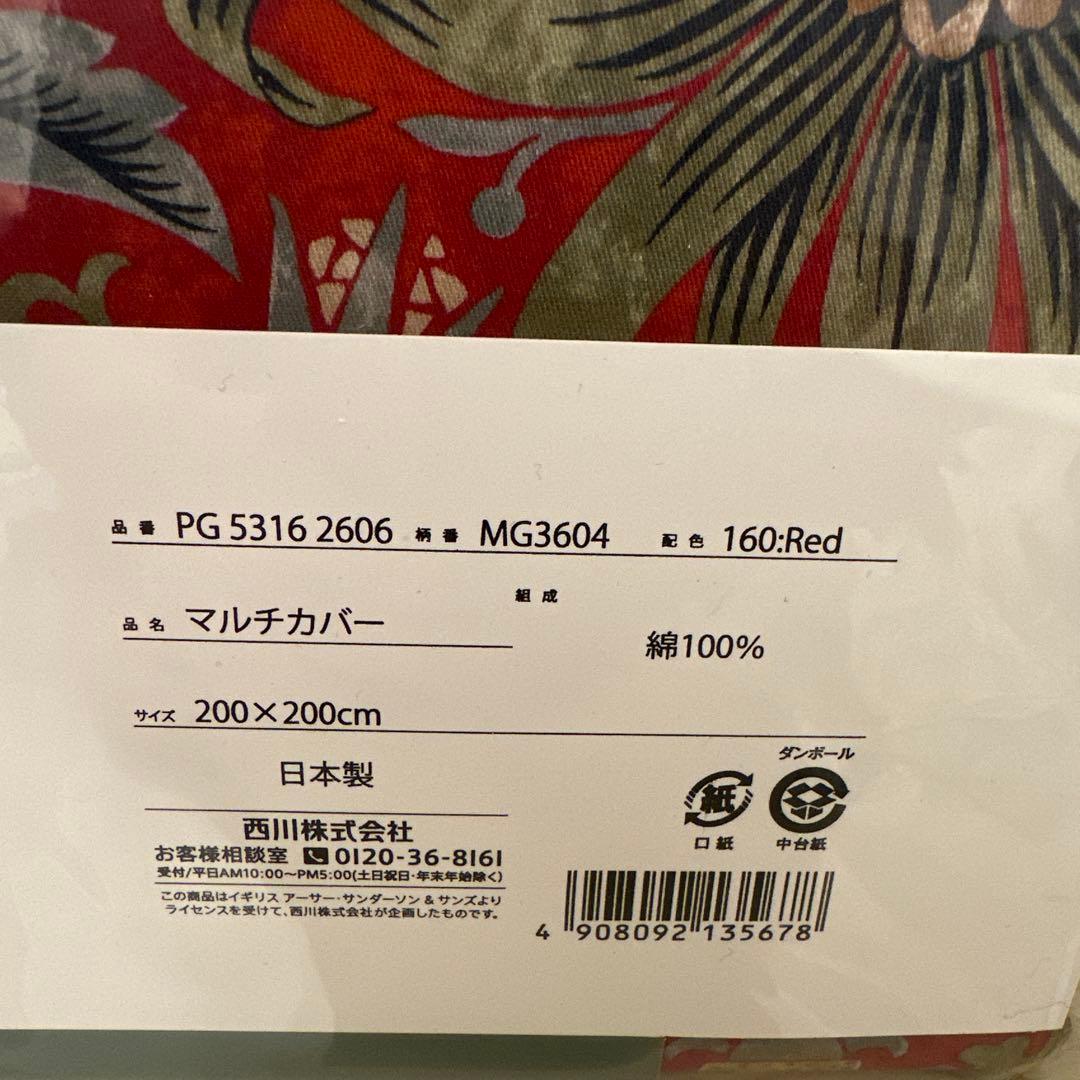 品番 PG 5316 2606 柄番 MG3604 配色 160:Red
組成
品名 マルチカバー
綿100%
サイズ 200×200cm
日本製
西川株式会社
お客様相談室 0120-36-8161
受付/平日AM10:00〜PM5:00(土日祝日・年末年始除く)
この商品はイギリス アーサー・サンダーソン & サンズより
ライセンスを受けて、西川株式会社が企画したものです。
ダンボール
紙
口紙
中台紙
4 908092 135678